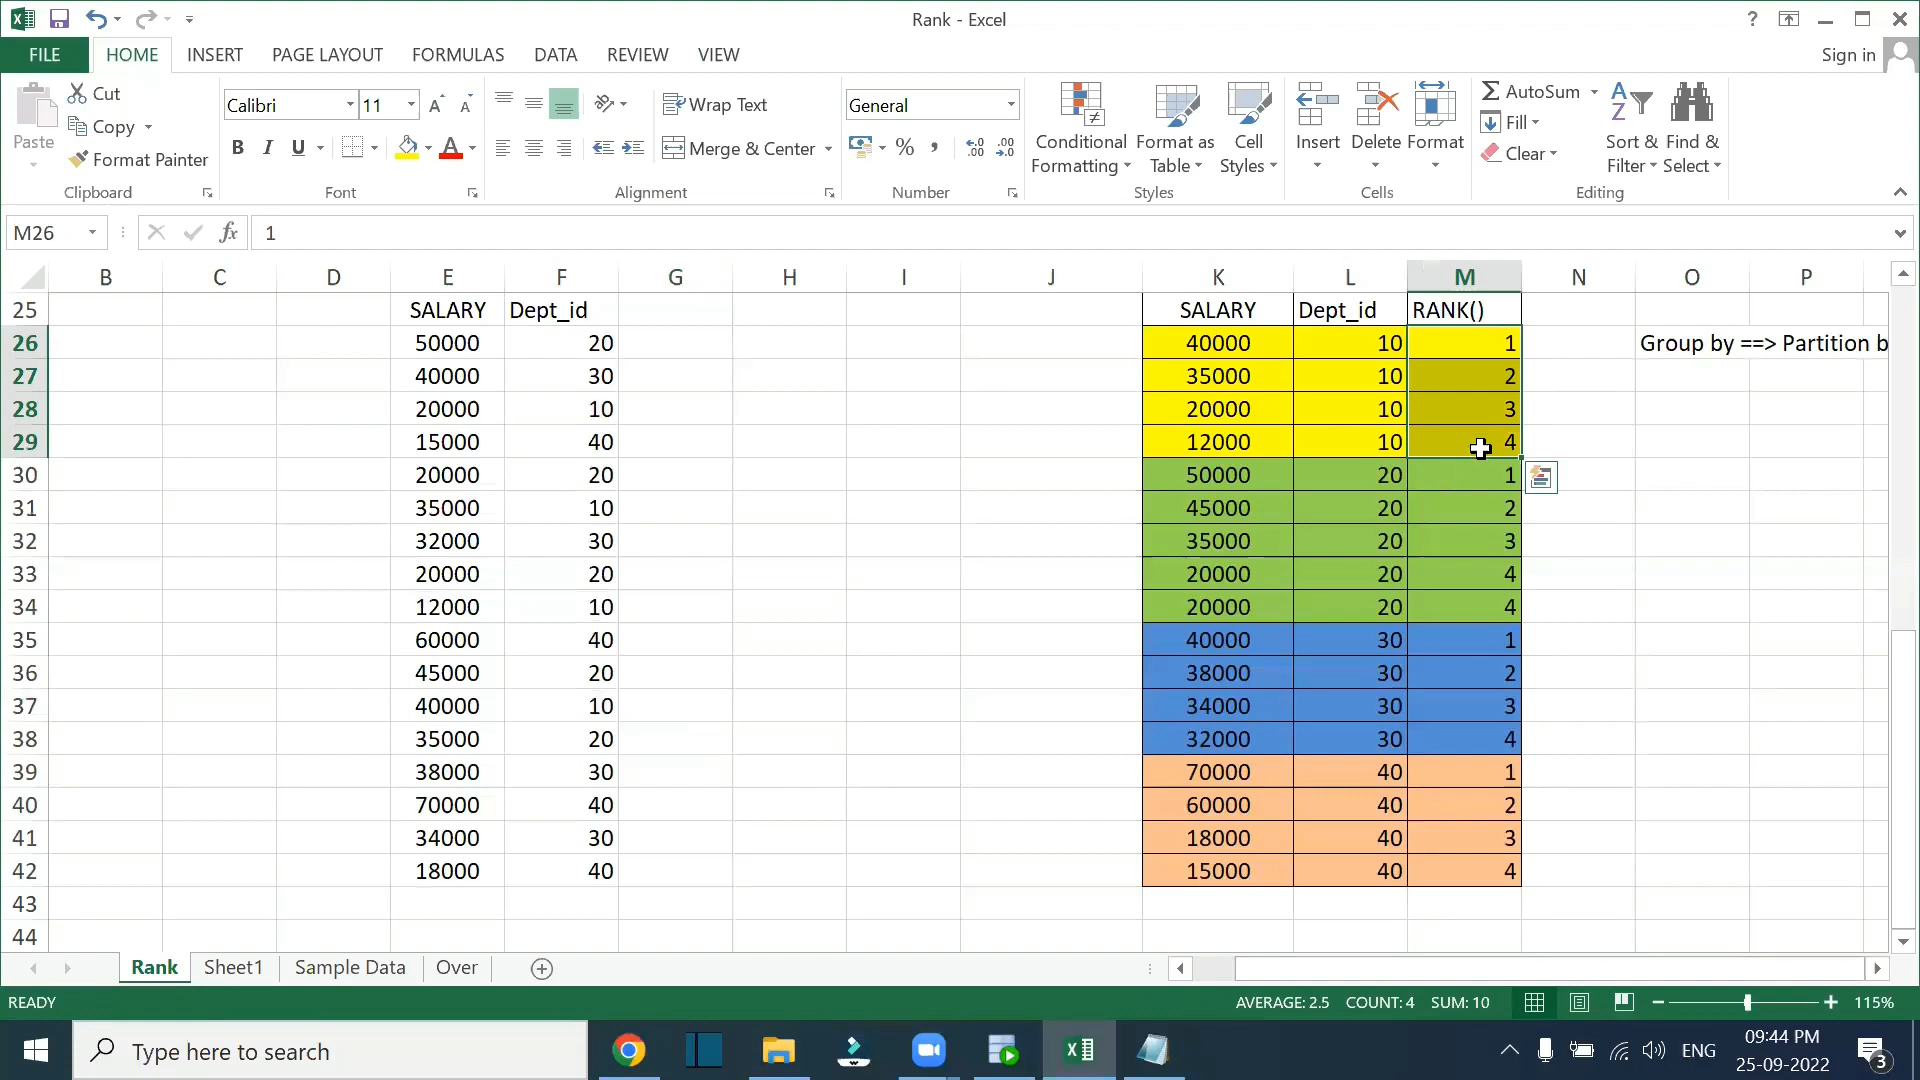 Rank - Excel
?
FILE HOME INSERT PAGE LAYOUT FORMULAS DATA REVIEW VIEW Sign in
Paste Cut Copy Format Painter Clipboard
Calibri 11 A A B I U A Font
Wrap Text Merge & Center Alignment
General % , Number
Conditional Formatting Format as Table Cell Styles Styles
Insert Delete Format Cells
AutoSum Fill Clear Sort & Filter Find & Select Editing
M26 fx 1
B C D E F G H I J K L M N O P
25 SALARY Dept_id SALARY Dept_id RANK()
26 50000 20 40000 10 1 Group by ==> Partition b
27 40000 30 35000 10 2
28 20000 10 20000 10 3
29 15000 40 12000 10 4
30 20000 20 50000 20 1
31 35000 10 45000 20 2
32 32000 30 35000 20 3
33 20000 20 20000 20 4
34 12000 10 20000 20 4
35 60000 40 40000 30 1
36 45000 20 38000 30 2
37 40000 10 34000 30 3
38 35000 20 32000 30 4
39 38000 30 70000 40 1
40 70000 40 60000 40 2
41 34000 30 18000 40 3
42 18000 40 15000 40 4
43
44
Rank Sheet1 Sample Data Over
READY AVERAGE: 2.5 COUNT: 4 SUM: 10 115%
Type here to search ENG 09:44 PM
25-09-2022 3